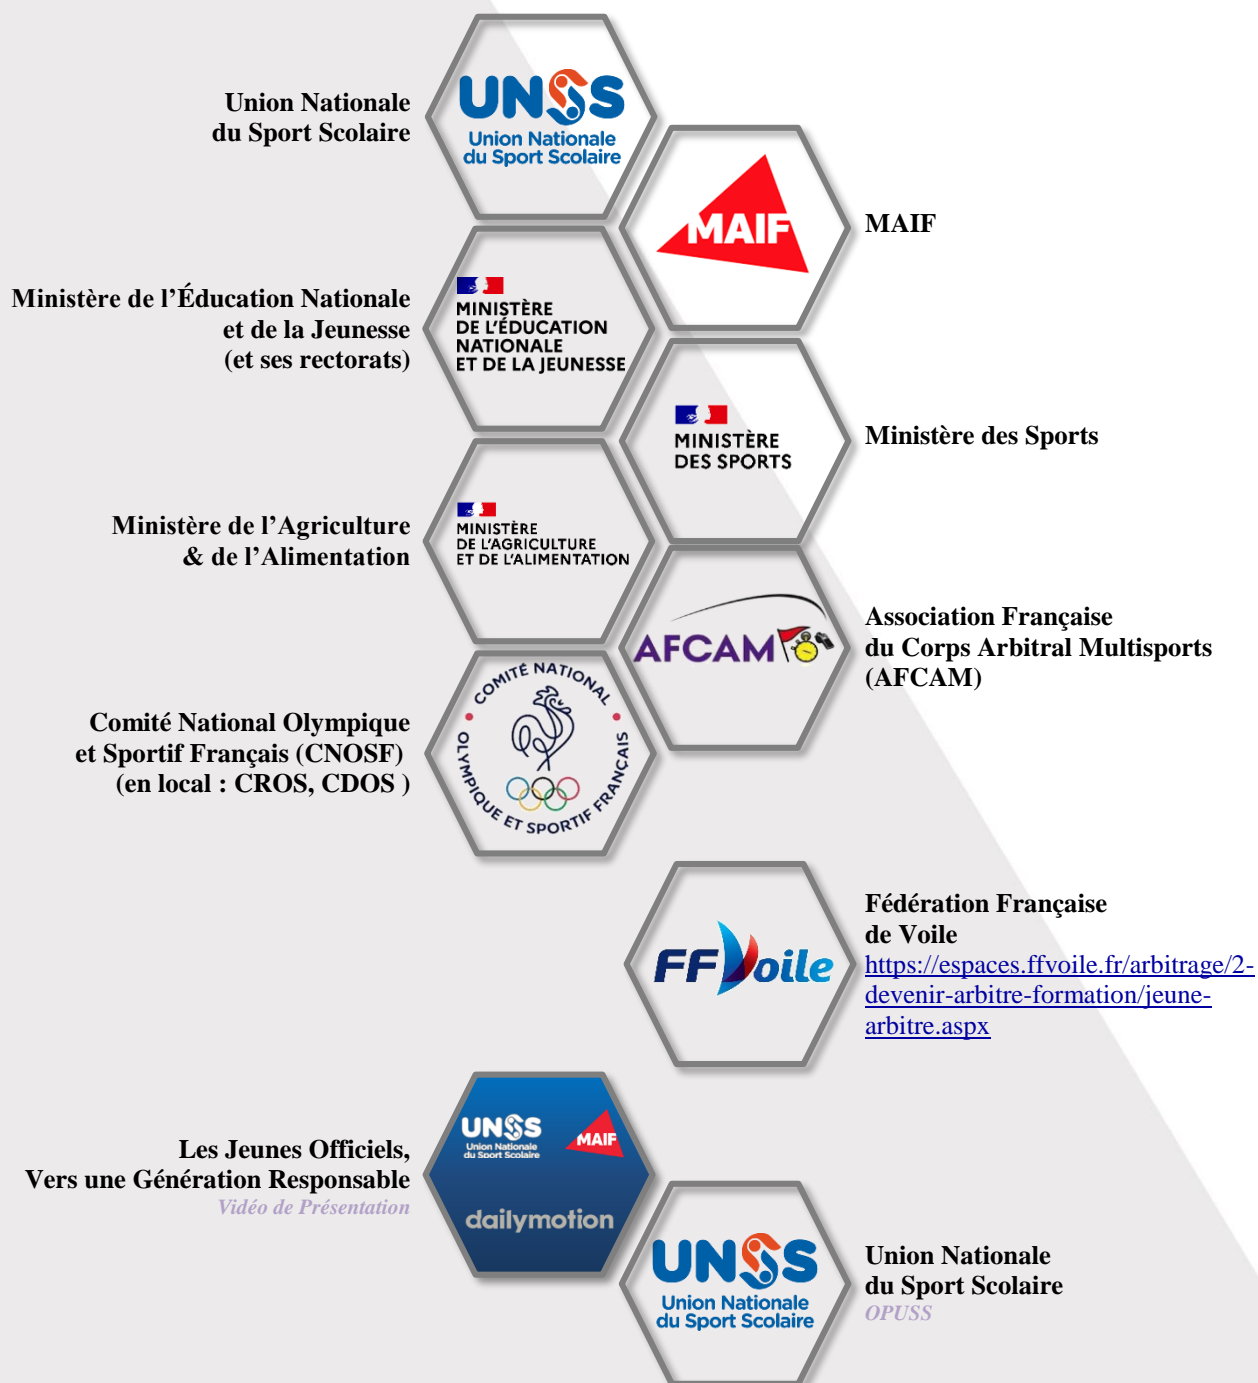 Union Nationale
du Sport Scolaire
UNSS
Union Nationale
du Sport Scolaire
MAIF
MAIF
Ministère de l’Éducation Nationale
et de la Jeunesse
(et ses rectorats)
MINISTÈRE
DE L'ÉDUCATION
NATIONALE
ET DE LA JEUNESSE
MINISTÈRE
DES SPORTS
Ministère des Sports
Ministère de l’Agriculture
& de l’Alimentation
MINISTÈRE
DE L'AGRICULTURE
ET DE L'ALIMENTATION
AFCAM
Association Française
du Corps Arbitral Multisports
(AFCAM)
Comité National Olympique
et Sportif Français (CNOSF)
(en local : CROS, CDOS )
COMITÉ NATIONAL
OLYMPIQUE ET SPORTIF FRANÇAIS
FFVoile
Fédération Française
de Voile
https://espaces.ffvoile.fr/arbitrage/2-
devenir-arbitre-formation/jeune-
arbitre.aspx
Les Jeunes Officiels,
Vers une Génération Responsable
Vidéo de Présentation
UNSS
Union Nationale
du Sport Scolaire
MAIF
dailymotion
UNSS
Union Nationale
du Sport Scolaire
Union Nationale
du Sport Scolaire
OPUSS